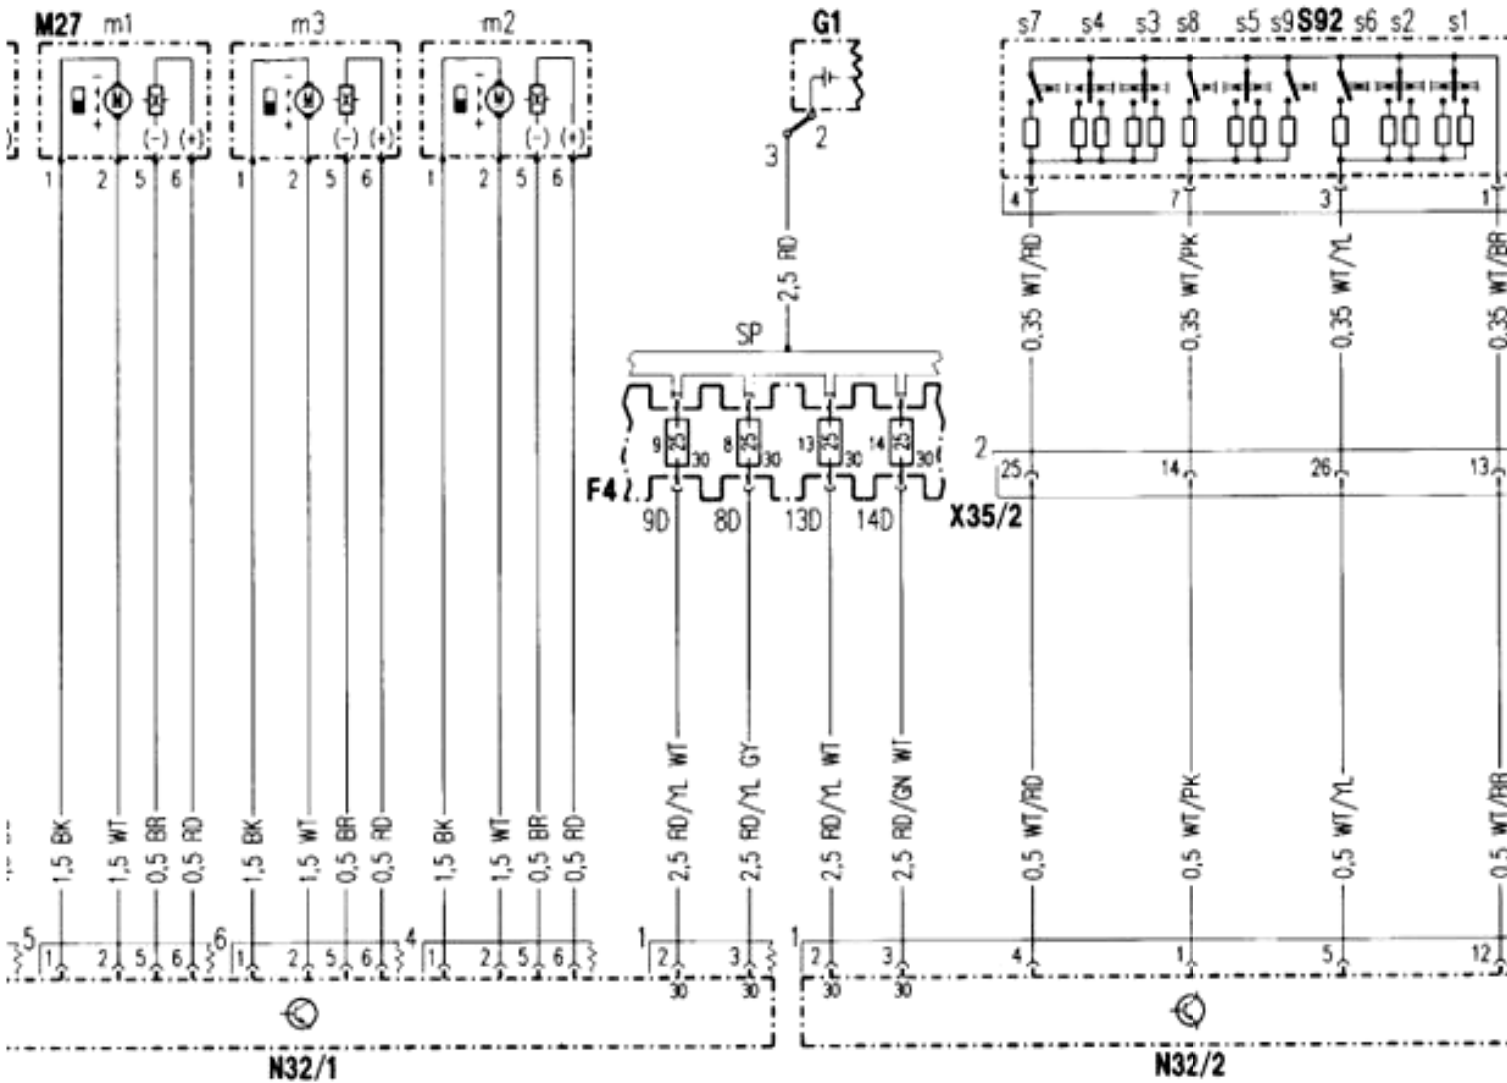 M27 m1 m3 m2 G1 s7 s4 s3 s8 s5 s9 S92 s6 s2 s1
M M M
- - -
+ + +
(-) (+) (-) (+) (-) (+)
1 2 5 6 1 2 5 6 1 2 5 6
2
3
4 7 3 1
2,5 RD
0,35 WT/RD
0,35 WT/PK
0,35 WT/YL
0,35 WT/BR
SP
9 25 30 8 25 30 13 25 30 14 25 30
F4
9D 8D 13D 14D
2
25 14 26 13
X35/2
1,5 BK
1,5 WT
0,5 BR
0,5 RD
1,5 BK
1,5 WT
0,5 BR
0,5 RD
1,5 BK
1,5 WT
0,5 BR
0,5 RD
2,5 RD/YL WT
2,5 RD/YL GY
2,5 RD/YL WT
2,5 RD/GN WT
0,5 WT/RD
0,5 WT/PK
0,5 WT/YL
0,5 WT/BR
5 6 4 1 1
1 2 5 6 1 2 5 6 1 2 5 6 2 3 2 3 4 1 5 12
30 30 30 30
N32/1 N32/2